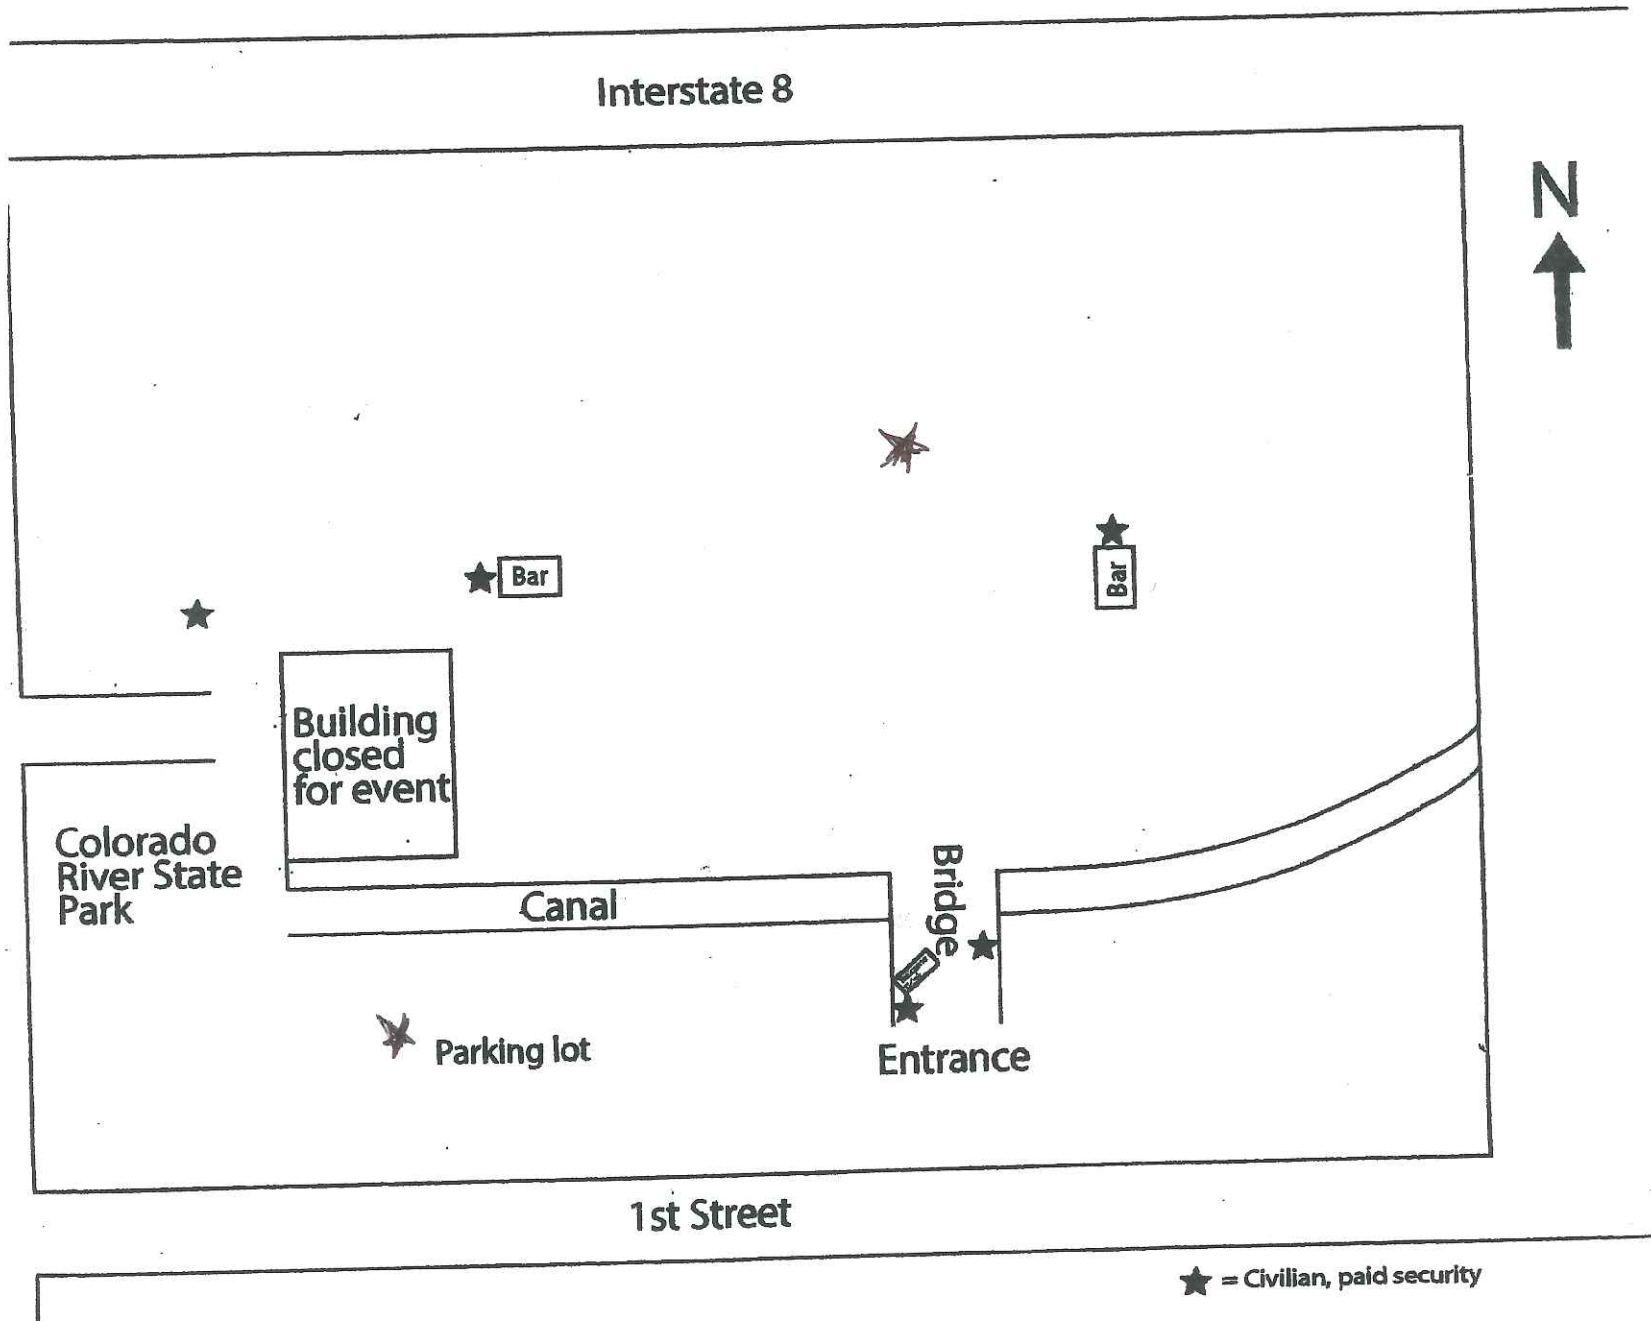 Interstate 8
N
Bar
Bar
Building
closed
for event
Colorado
River State
Park
Canal
Bridge
Parking lot
Entrance
1st Street
= Civilian, paid security